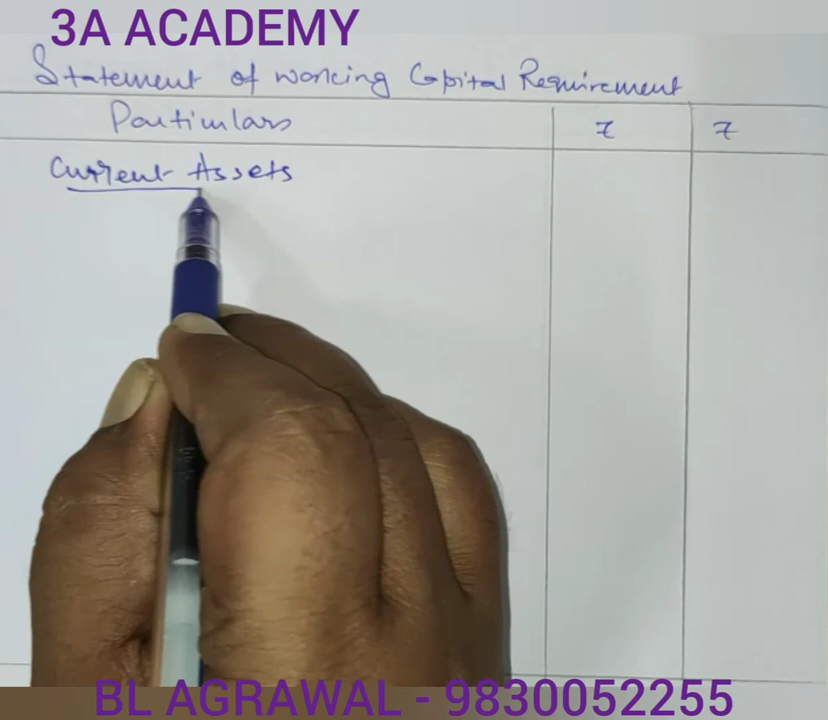 3A ACADEMY
Statement of Working Capital Requirement
Particulars ₹ ₹
Current Assets
BL AGRAWAL - 9830052255